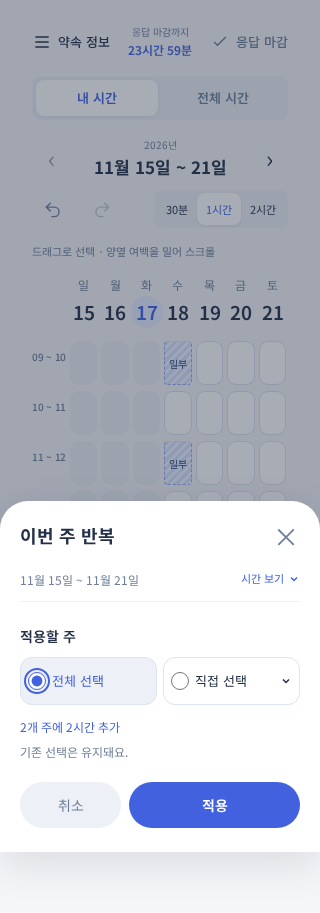 약속 정보
응답 마감까지
23시간 59분
응답 마감
내 시간
전체 시간
2026년
11월 15일 ~ 21일
30분
1시간
2시간
드래그로 선택 · 양옆 여백을 밀어 스크롤
일 월 화 수 목 금 토
15 16 17 18 19 20 21
09 ~ 10
일부
10 ~ 11
11 ~ 12
일부
이번 주 반복
11월 15일 ~ 11월 21일
시간 보기
적용할 주
전체 선택
직접 선택
2개 주에 2시간 추가
기존 선택은 유지돼요.
취소
적용